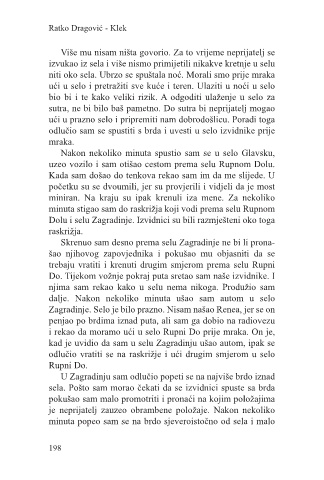 Ratko Dragović - Klek
Više mu nisam ništa govorio. Za to vrijeme neprijatelj se
izvukao iz sela i više nismo primijetili nikakve kretnje u selu
niti oko sela. Ubrzo se spuštala noć. Morali smo prije mraka
ući u selo i pretražiti sve kuće i teren. Ulaziti u noći u selo
bio bi i te kako veliki rizik. A odgoditi ulaženje u selo za
sutra, ne bi bilo baš pametno. Do sutra bi neprijatelj mogao
ući u prazno selo i pripremiti nam dobrodošlicu. Poradi toga
odlučio sam se spustiti s brda i uvesti u selo izvidnike prije
mraka.
Nakon nekoliko minuta spustio sam se u selo Glavsku,
uzeo vozilo i sam otišao cestom prema selu Rupnom Dolu.
Kada sam došao do tenkova rekao sam im da me slijede. U
početku su se dvoumili, jer su provjerili i vidjeli da je most
miniran. Na kraju su ipak krenuli iza mene. Za nekoliko
minuta stigao sam do raskrižja koji vodi prema selu Rupnom
Dolu i selu Zagradinje. Izvidnici su bili razmješteni oko toga
raskrižja.
Skrenuo sam desno prema selu Zagradinje ne bi li prona-
šao njihovog zapovjednika i pokušao mu objasniti da se
trebaju vratiti i krenuti drugim smjerom prema selu Rupni
Do. Tijekom vožnje pokraj puta sretao sam naše izvidnike. I
njima sam rekao kako u selu nema nikoga. Produžio sam
dalje. Nakon nekoliko minuta ušao sam autom u selo
Zagradinje. Selo je bilo prazno. Nisam našao Renea, jer se on
penjao po brdima iznad puta, ali sam ga dobio na radiovezu
i rekao da moramo ući u selo Rupni Do prije mraka. On je,
kad je uvidio da sam u selu Zagradinju ušao autom, ipak se
odlučio vratiti se na raskrižje i ući drugim smjerom u selo
Rupni Do.
U Zagradinju sam odlučio popeti se na najviše brdo iznad
sela. Pošto sam morao čekati da se izvidnici spuste sa brda
pokušao sam malo promotriti i pronaći na kojim položajima
je neprijatelj zauzeo obrambene položaje. Nakon nekoliko
minuta popeo sam se na brdo sjeveroistočno od sela i malo
198